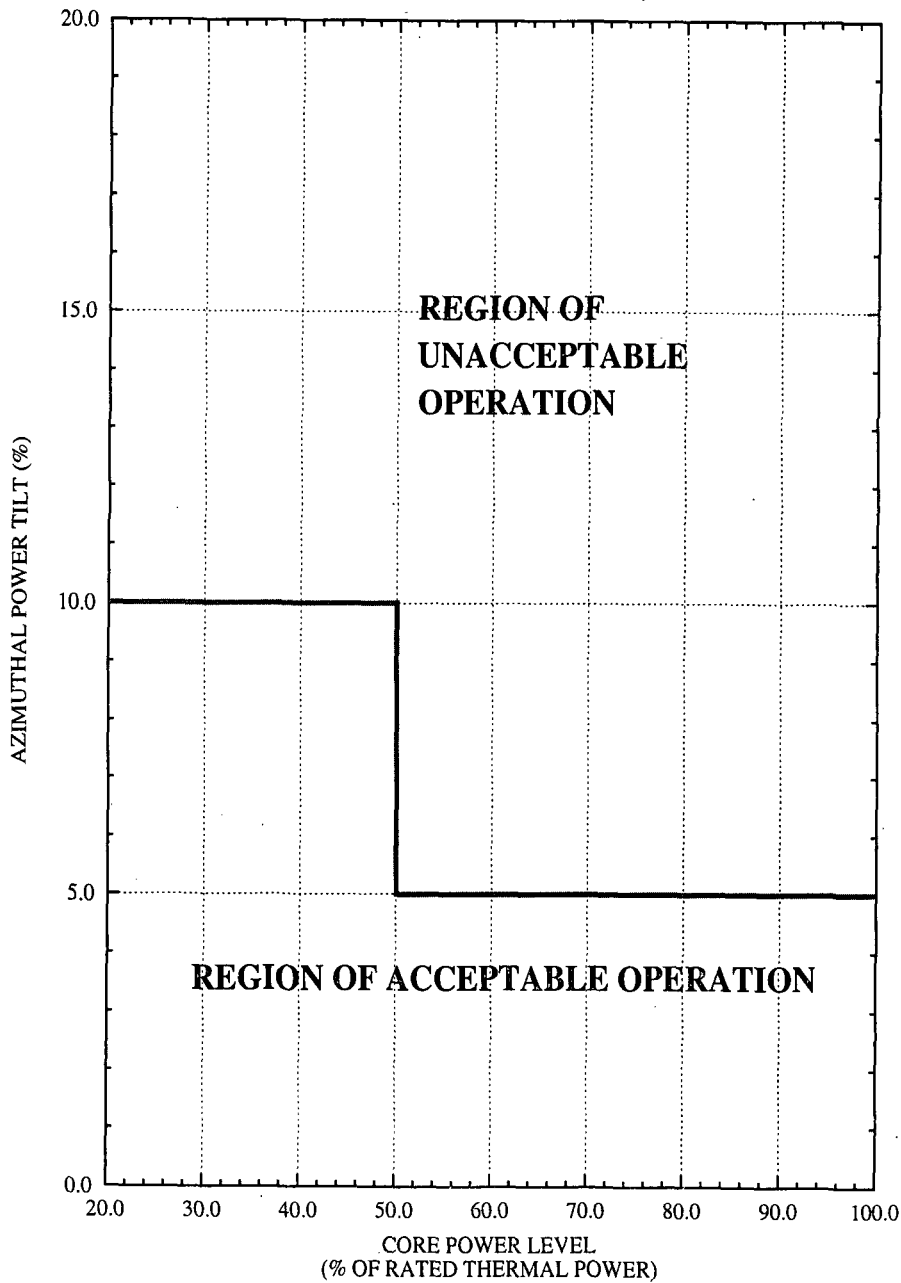 20.0
15.0
10.0
5.0
0.0
AZIMUTHAL POWER TILT (%)
REGION OF
UNACCEPTABLE
OPERATION
REGION OF ACCEPTABLE OPERATION
20.0 30.0 40.0 50.0 60.0 70.0 80.0 90.0 100.0
CORE POWER LEVEL
(% OF RATED THERMAL POWER)